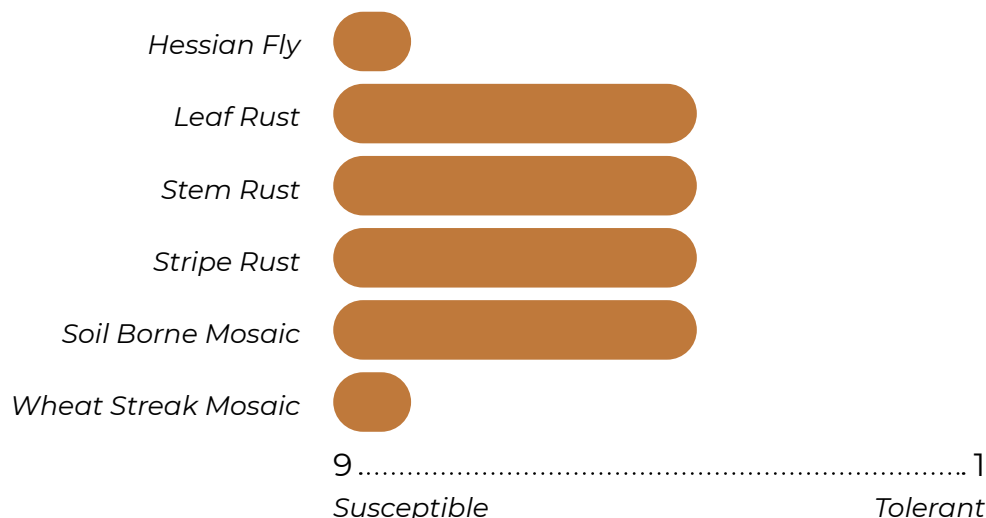 Hessian Fly
Leaf Rust
Stem Rust
Stripe Rust
Soil Borne Mosaic
Wheat Streak Mosaic
9 ........................................................................................... 1
Susceptible Tolerant